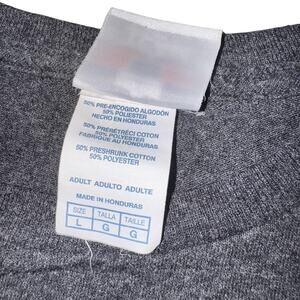 50% PRE-ENCOGIDO ALGODÓN
50% POLIESTER
HECHO EN HONDURAS
50% PRÉRÉTRÉCI COTON
50% POLYESTER
FABRIQUE AU HONDURAS
50% PRESHRUNK COTTON
50% POLYESTER
ADULT ADULTO ADULTE
MADE IN HONDURAS
SIZE TALLA TAILLE
L G G